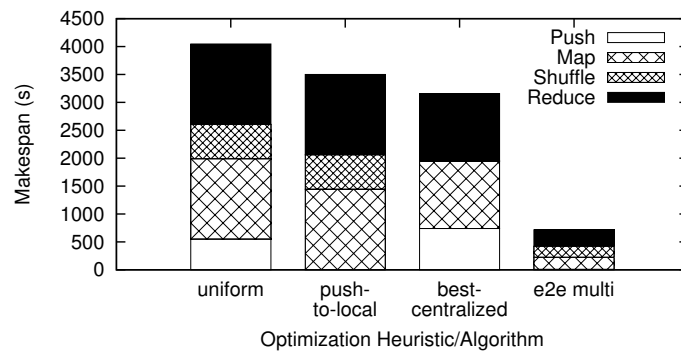 4500
4000
3500
3000
2500
2000
1500
1000
500
0
Makespan (s)
Push
Map
Shuffle
Reduce
uniform
push-
to-local
best-
centralized
e2e multi
Optimization Heuristic/Algorithm